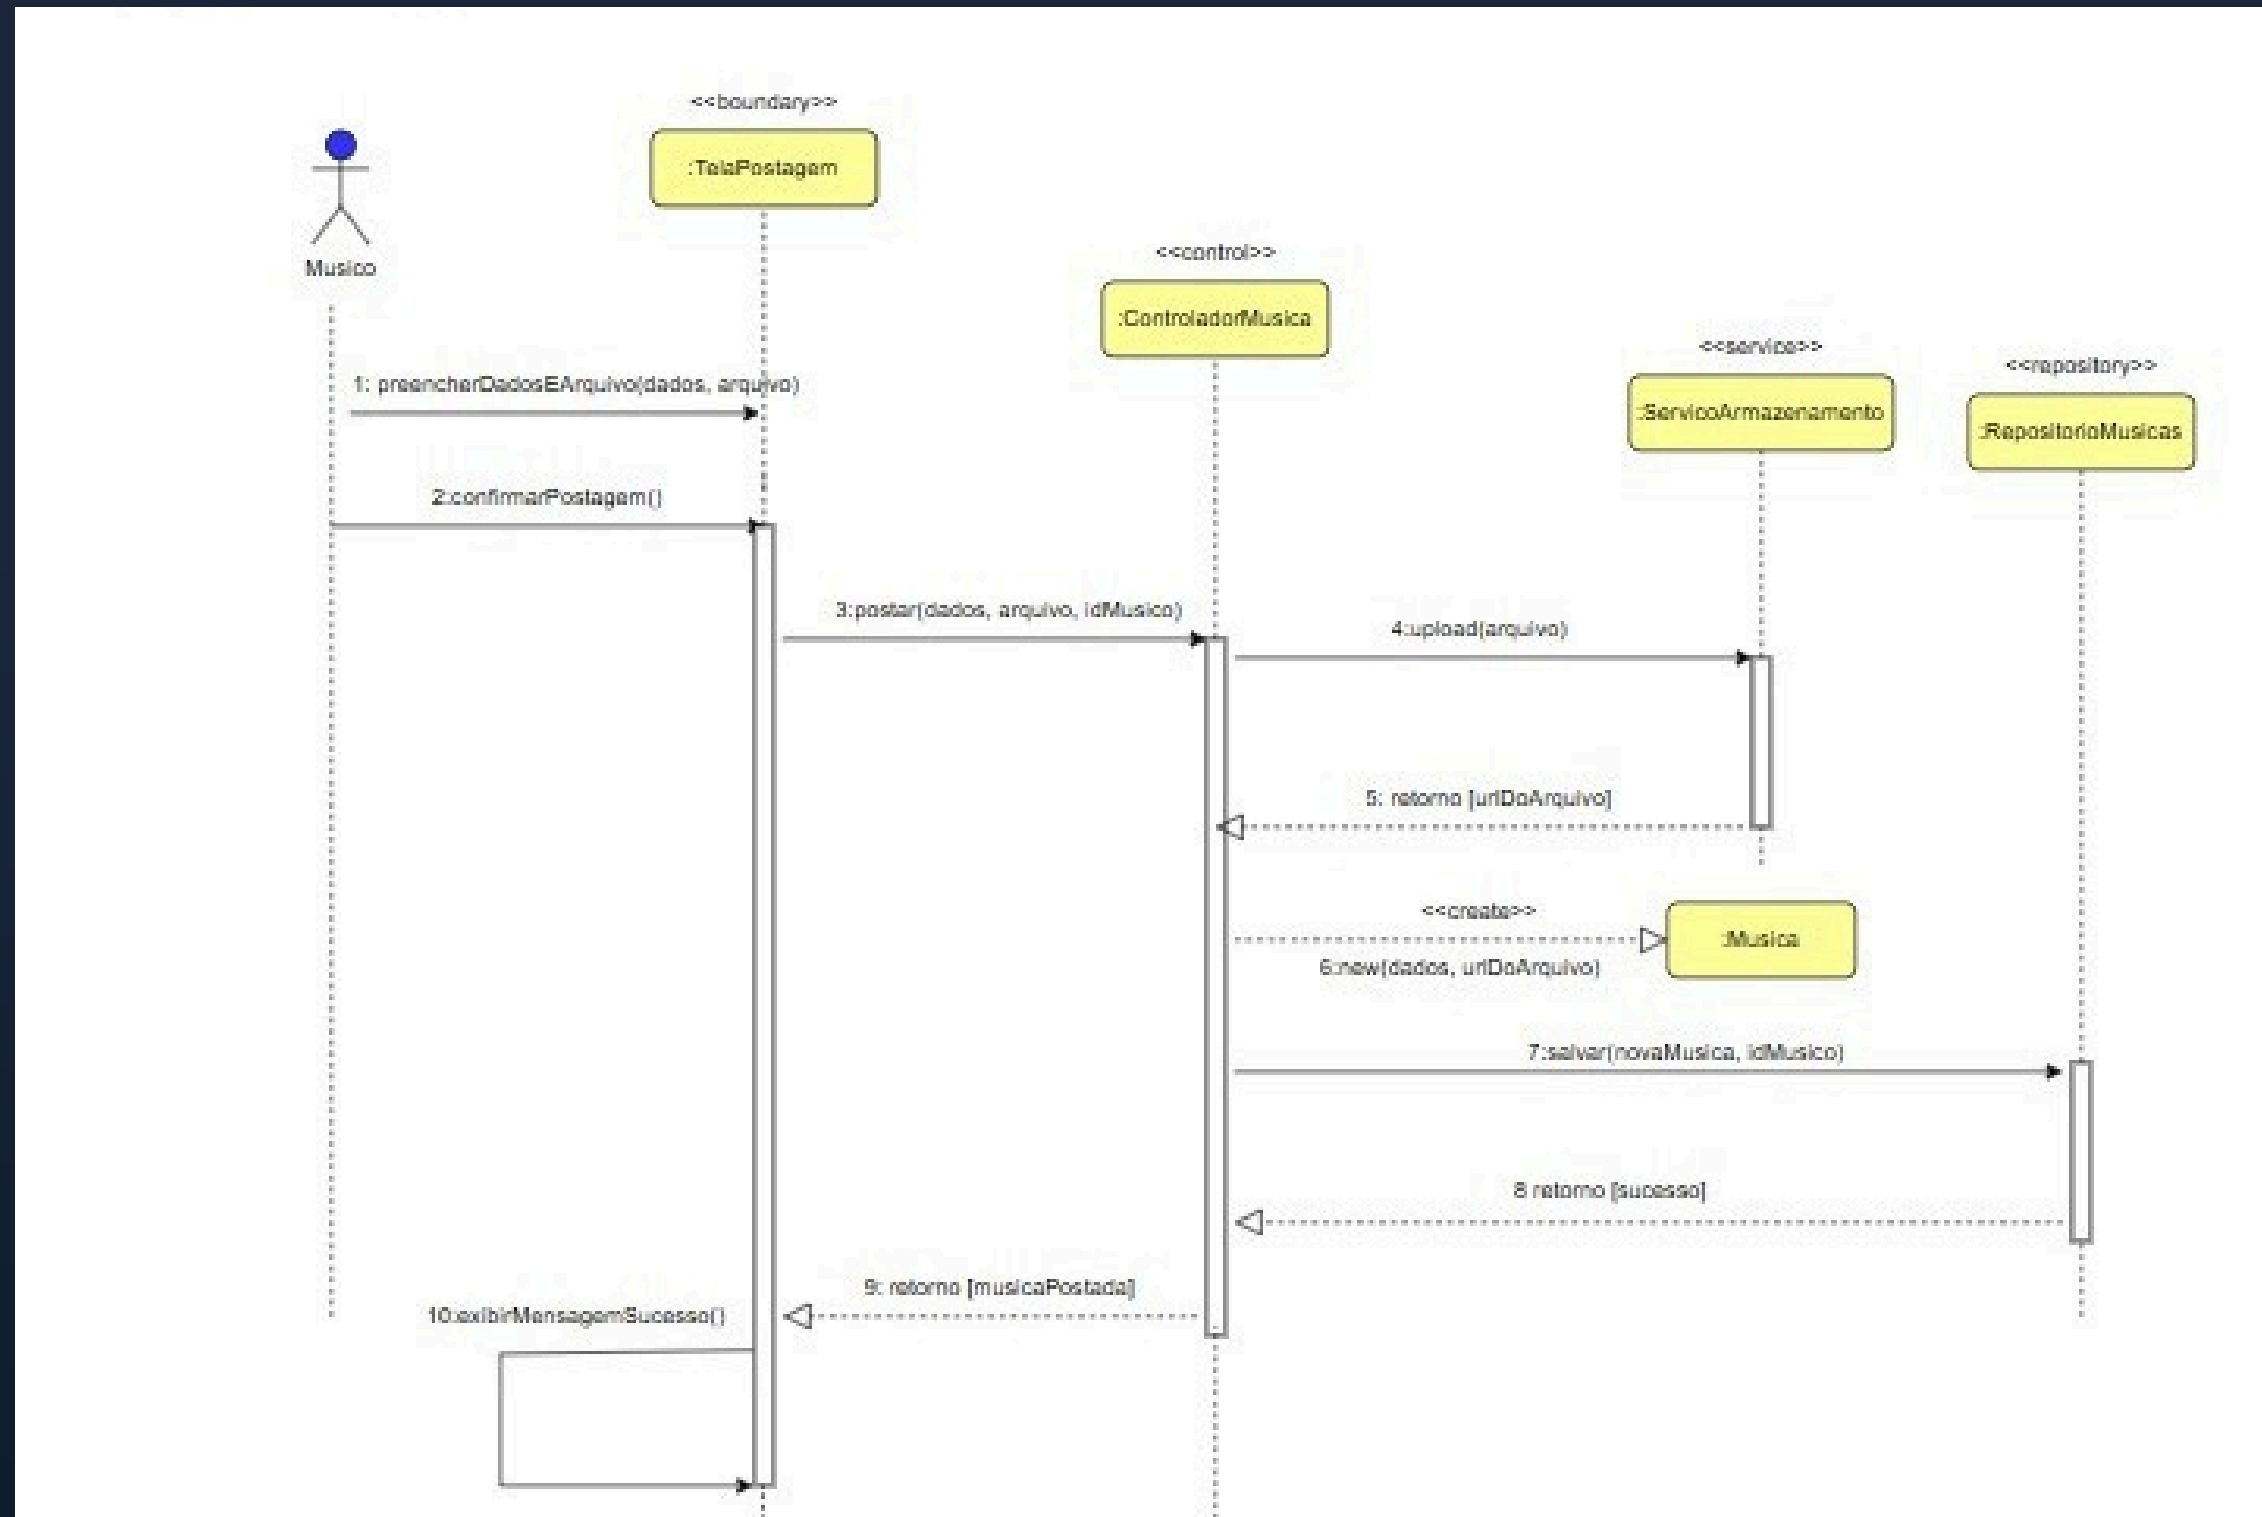 <<boundary>>
:TelaPostagem
Musico
<<control>>
:ControladorMusica
<<service>>
:ServicoArmazenamento
<<repository>>
:RepositorioMusicas
1: preencherDadosEArquivo(dados, arquivo)
2:confirmarPostagem()
3:postar(dados, arquivo, idMusico)
4:upload(arquivo)
5: retorno [urlDoArquivo]
<<create>>
:Musica
6:new(dados, urlDoArquivo)
7:salvar(novaMusica, idMusico)
8 retorno [sucesso]
9: retorno [musicaPostada]
10:exibirMensagemSucesso()